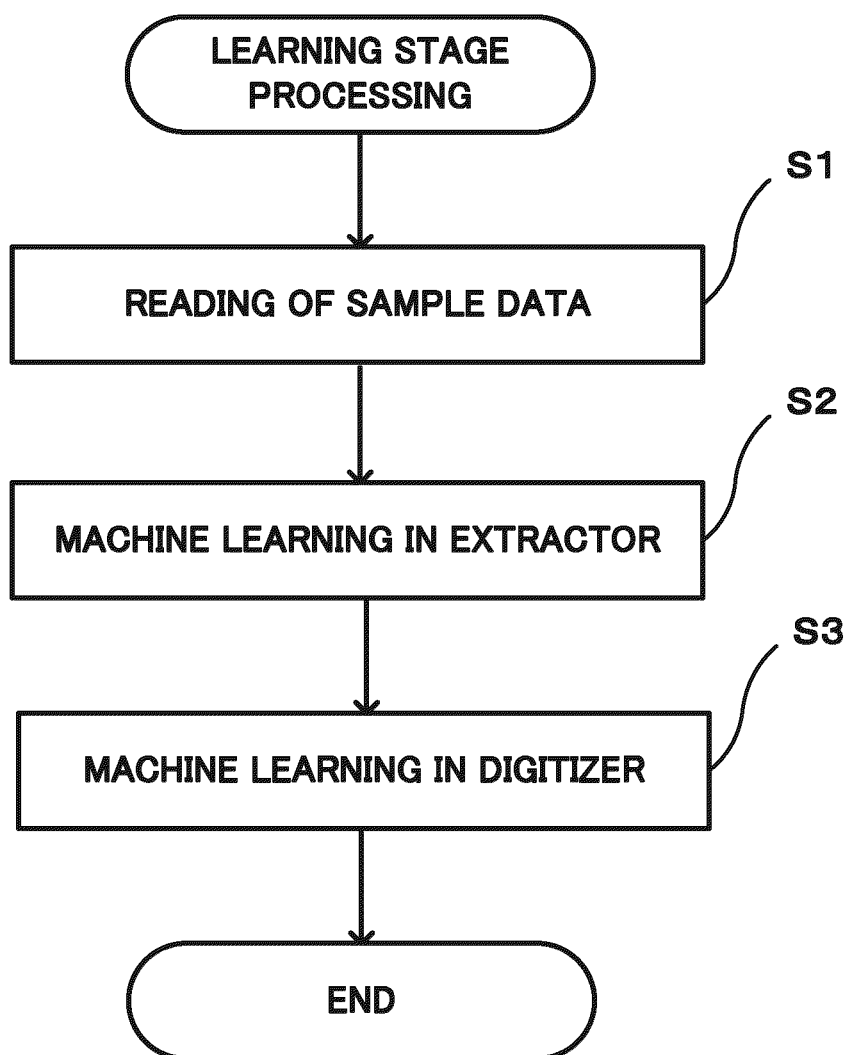 LEARNING STAGE
PROCESSING
S1
READING OF SAMPLE DATA
S2
MACHINE LEARNING IN EXTRACTOR
S3
MACHINE LEARNING IN DIGITIZER
END